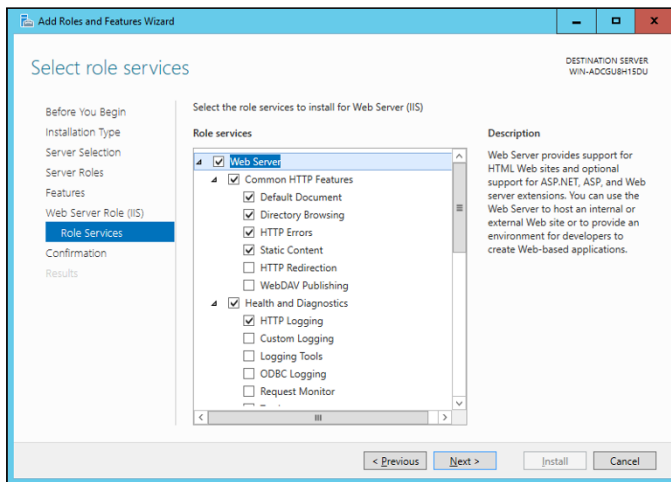 Add Roles and Features Wizard
Select role services
DESTINATION SERVER
WIN-ADCGU8H15DU
Before You Begin
Installation Type
Server Selection
Server Roles
Features
Web Server Role (IIS)
Role Services
Confirmation
Results
Select the role services to install for Web Server (IIS)
Role services
Web Server
Common HTTP Features
Default Document
Directory Browsing
HTTP Errors
Static Content
HTTP Redirection
WebDAV Publishing
Health and Diagnostics
HTTP Logging
Custom Logging
Logging Tools
ODBC Logging
Request Monitor
Description
Web Server provides support for
HTML Web sites and optional
support for ASP.NET, ASP, and Web
server extensions. You can use the
Web Server to host an internal or
external Web site or to provide an
environment for developers to
create Web-based applications.
< Previous
Next >
Install
Cancel